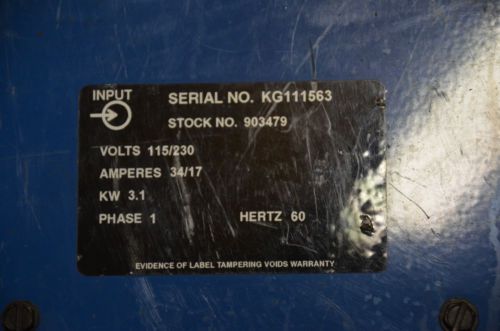 INPUT
SERIAL NO. KG111563
STOCK NO. 903479
VOLTS 115/230
AMPERES 34/17
KW 3.1
PHASE 1 HERTZ 60
EVIDENCE OF LABEL TAMPERING VOIDS WARRANTY